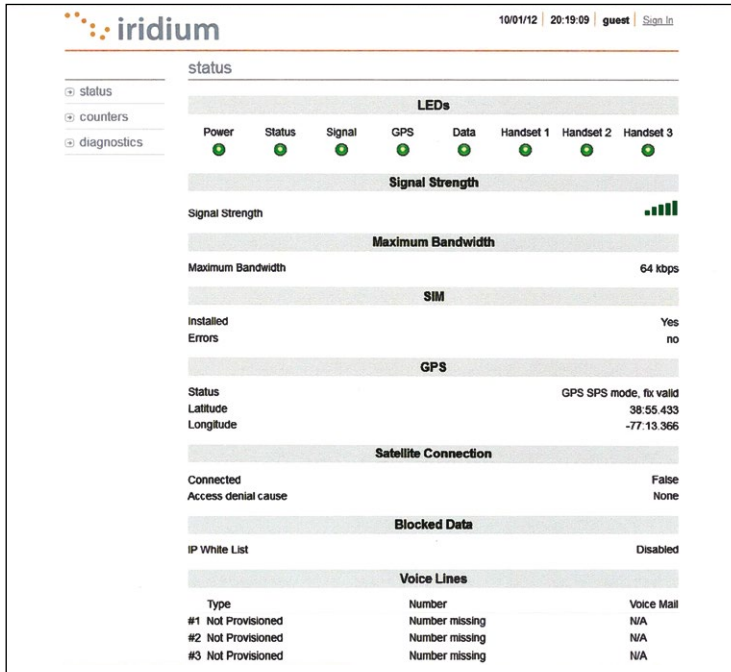 iridium
10/01/12 20:19:09 guest Sign In
status
counters
diagnostics
status
LEDs
Power Status Signal GPS Data Handset 1 Handset 2 Handset 3
Signal Strength
Signal Strength
Maximum Bandwidth
Maximum Bandwidth 64 kbps
SIM
Installed Yes
Errors no
GPS
Status GPS SPS mode, fix valid
Latitude 38:55.433
Longitude -77:13.366
Satellite Connection
Connected False
Access denial cause None
Blocked Data
IP White List Disabled
Voice Lines
Type Number Voice Mail
#1 Not Provisioned Number missing N/A
#2 Not Provisioned Number missing N/A
#3 Not Provisioned Number missing N/A